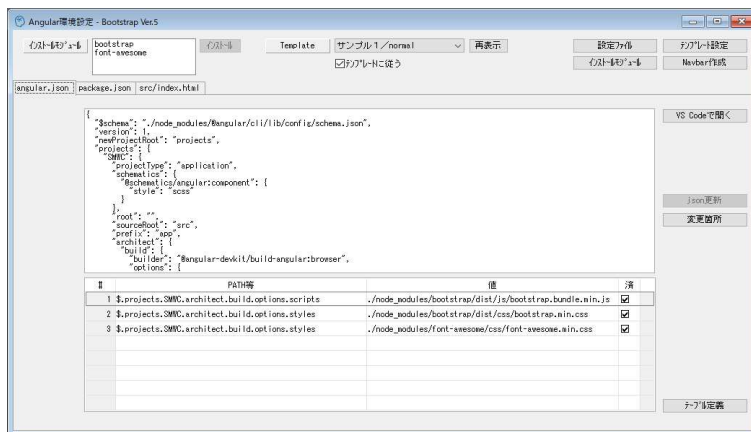 Angular環境設定 - Bootstrap Ver.5
ｲﾝｽﾄｰﾙﾓｼﾞｭｰﾙ
bootstrap
font-awesome
ｲﾝｽﾄｰﾙ
Template
サンプル１／normal
再表示
☑ﾃﾝﾌﾟﾚｰﾄに従う
設定ﾌｧｲﾙ
ﾃﾝﾌﾟﾚｰﾄ設定
ｲﾝｽﾄｰﾙﾓｼﾞｭｰﾙ
Navbar作成
angular.json package.json src/index.html
{
"$schema": "./node_modules/@angular/cli/lib/config/schema.json",
"version": 1,
"newProjectRoot": "projects",
"projects": {
"SMWC": {
"projectType": "application",
"schematics": {
"@schematics/angular:component": {
"style": "scss"
}
},
"root": "",
"sourceRoot": "src",
"prefix": "app",
"architect": {
"build": {
"builder": "@angular-devkit/build-angular:browser",
"options": {
VS Codeで開く
json更新
変更箇所
# PATH等 値 済
1 $.projects.SMWC.architect.build.options.scripts ./node_modules/bootstrap/dist/js/bootstrap.bundle.min.js ☑
2 $.projects.SMWC.architect.build.options.styles ./node_modules/bootstrap/dist/css/bootstrap.min.css ☑
3 $.projects.SMWC.architect.build.options.styles ./node_modules/font-awesome/css/font-awesome.min.css ☑
ﾃｰﾌﾞﾙ定義